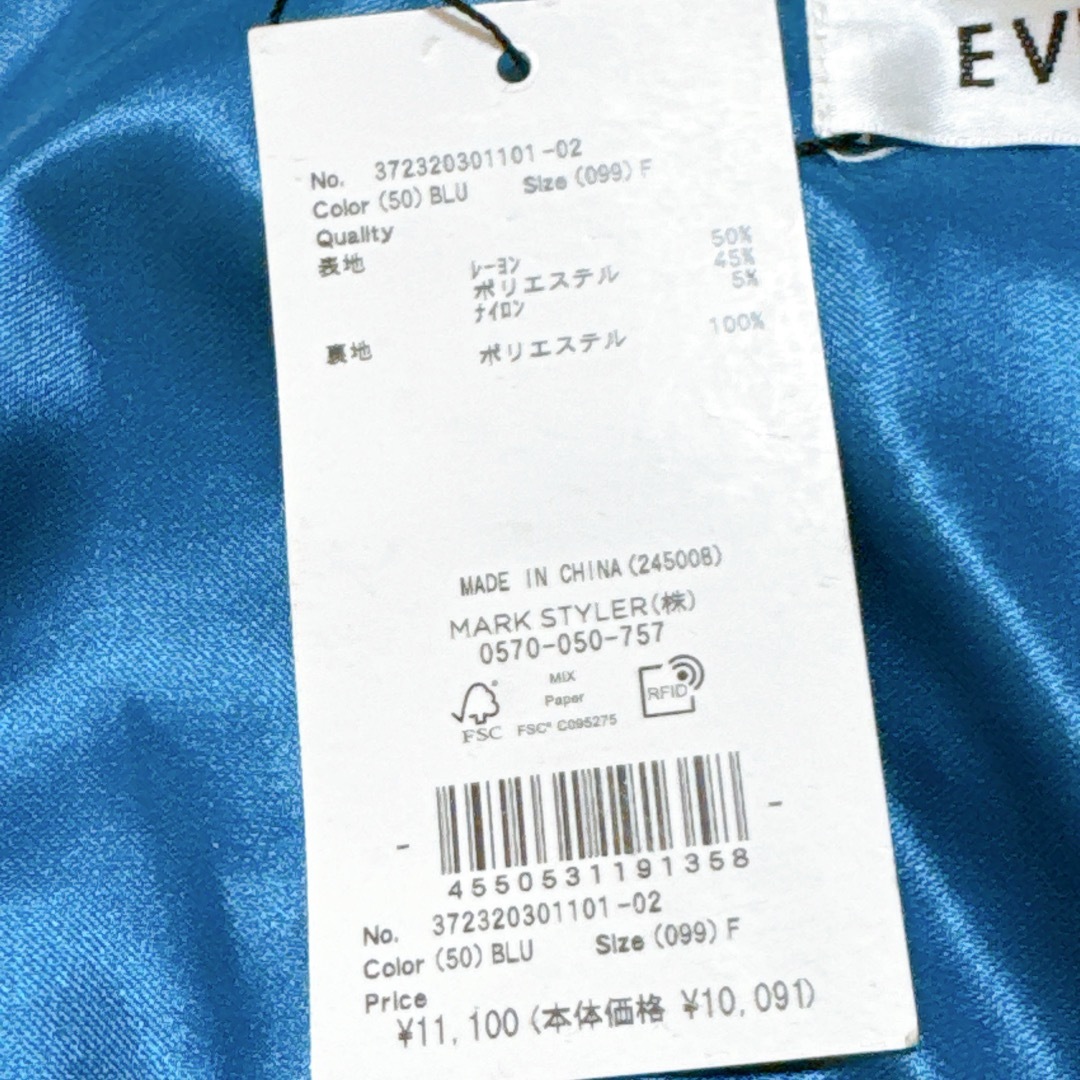 EV
No. 372320301101-02
Color (50) BLU Size (099) F
Quality
表地 レーヨン 50%
ポリエステル 45%
ナイロン 5%
裏地 ポリエステル 100%
MADE IN CHINA (245008)
MARK STYLER(株)
0570-050-757
MIX
Paper
FSC FSC® C095275
RFID
4550531191358
No. 372320301101-02
Color (50) BLU Size (099) F
Price
¥11,100 (本体価格 ¥10,091)